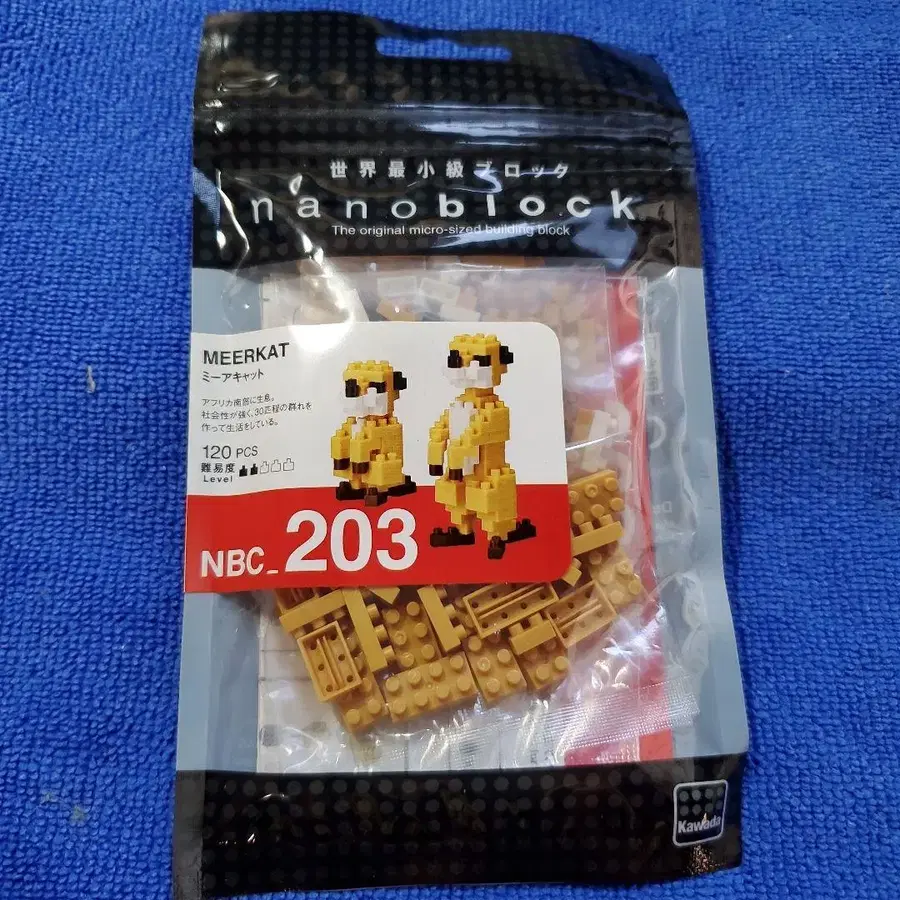 世界最小級ブロック
nanoblock
The original micro-sized building block
MEERKAT
ミーアキャット
アフリカ南部に生息。
社会性が強く、30匹程の群れを
作って生活をしている。
120 PCS
難易度
Level
NBC_203
Kawada